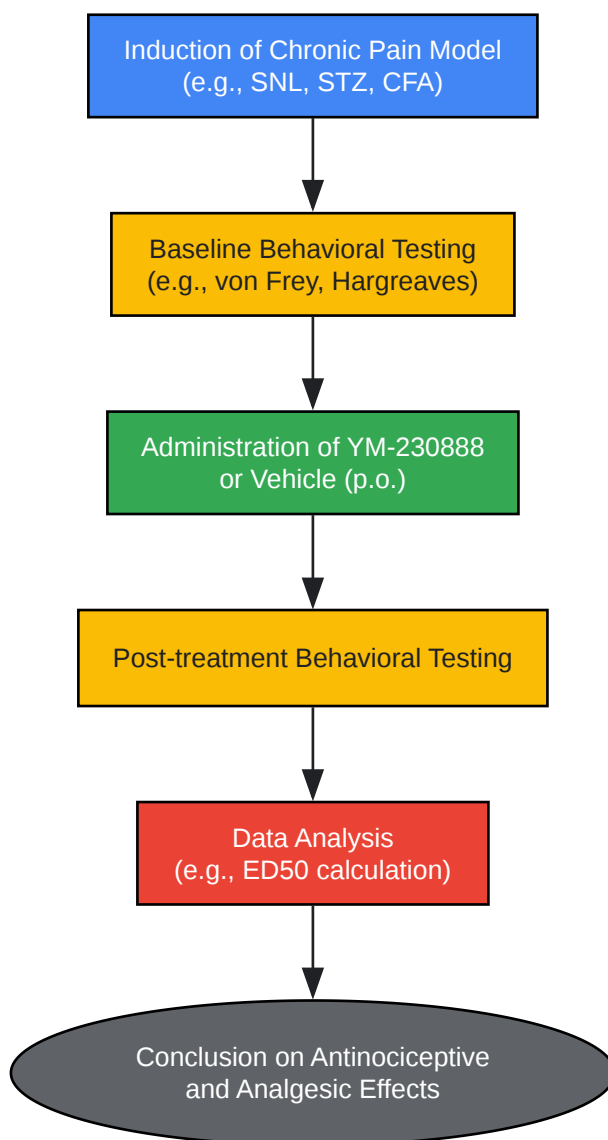 Induction of Chronic Pain Model
(e.g., SNL, STZ, CFA)
Baseline Behavioral Testing
(e.g., von Frey, Hargreaves)
Administration of YM-230888
or Vehicle (p.o.)
Post-treatment Behavioral Testing
Data Analysis
(e.g., ED50 calculation)
Conclusion on Antinociceptive
and Analgesic Effects